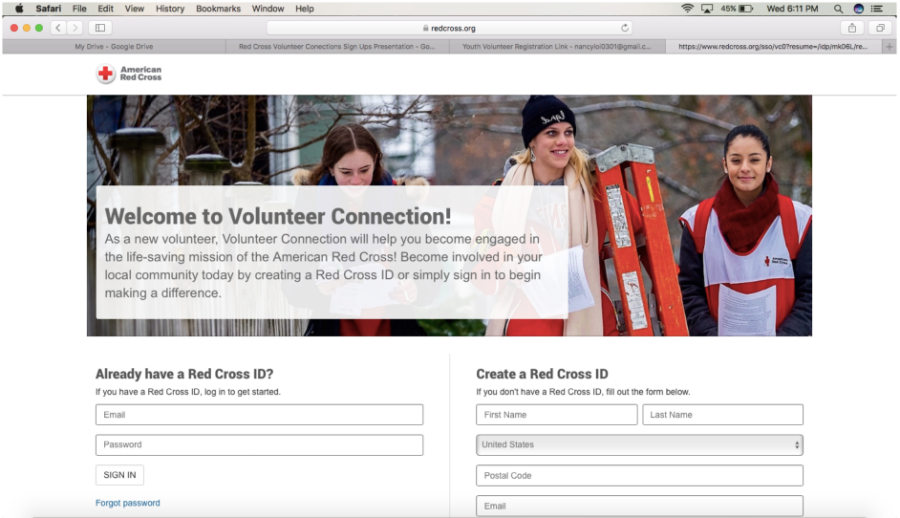 Safari File Edit View History Bookmarks Window Help 45% Wed 6:11 PM
redcross.org
My Drive - Google Drive
Red Cross Volunteer Conections Sign Ups Presentation - Go...
Youth Volunteer Registration Link - nancylol0301@gmail.c...
https://www.redcross.org/sso/vc0?resume=/idp/mkD6L/re...
American
Red Cross
Welcome to Volunteer Connection!
As a new volunteer, Volunteer Connection will help you become engaged in
the life-saving mission of the American Red Cross! Become involved in your
local community today by creating a Red Cross ID or simply sign in to begin
making a difference.
American
Red Cross
Already have a Red Cross ID?
If you have a Red Cross ID, log in to get started.
Email
Password
SIGN IN
Forgot password
Create a Red Cross ID
If you don't have a Red Cross ID, fill out the form below.
First Name
Last Name
United States
Postal Code
Email